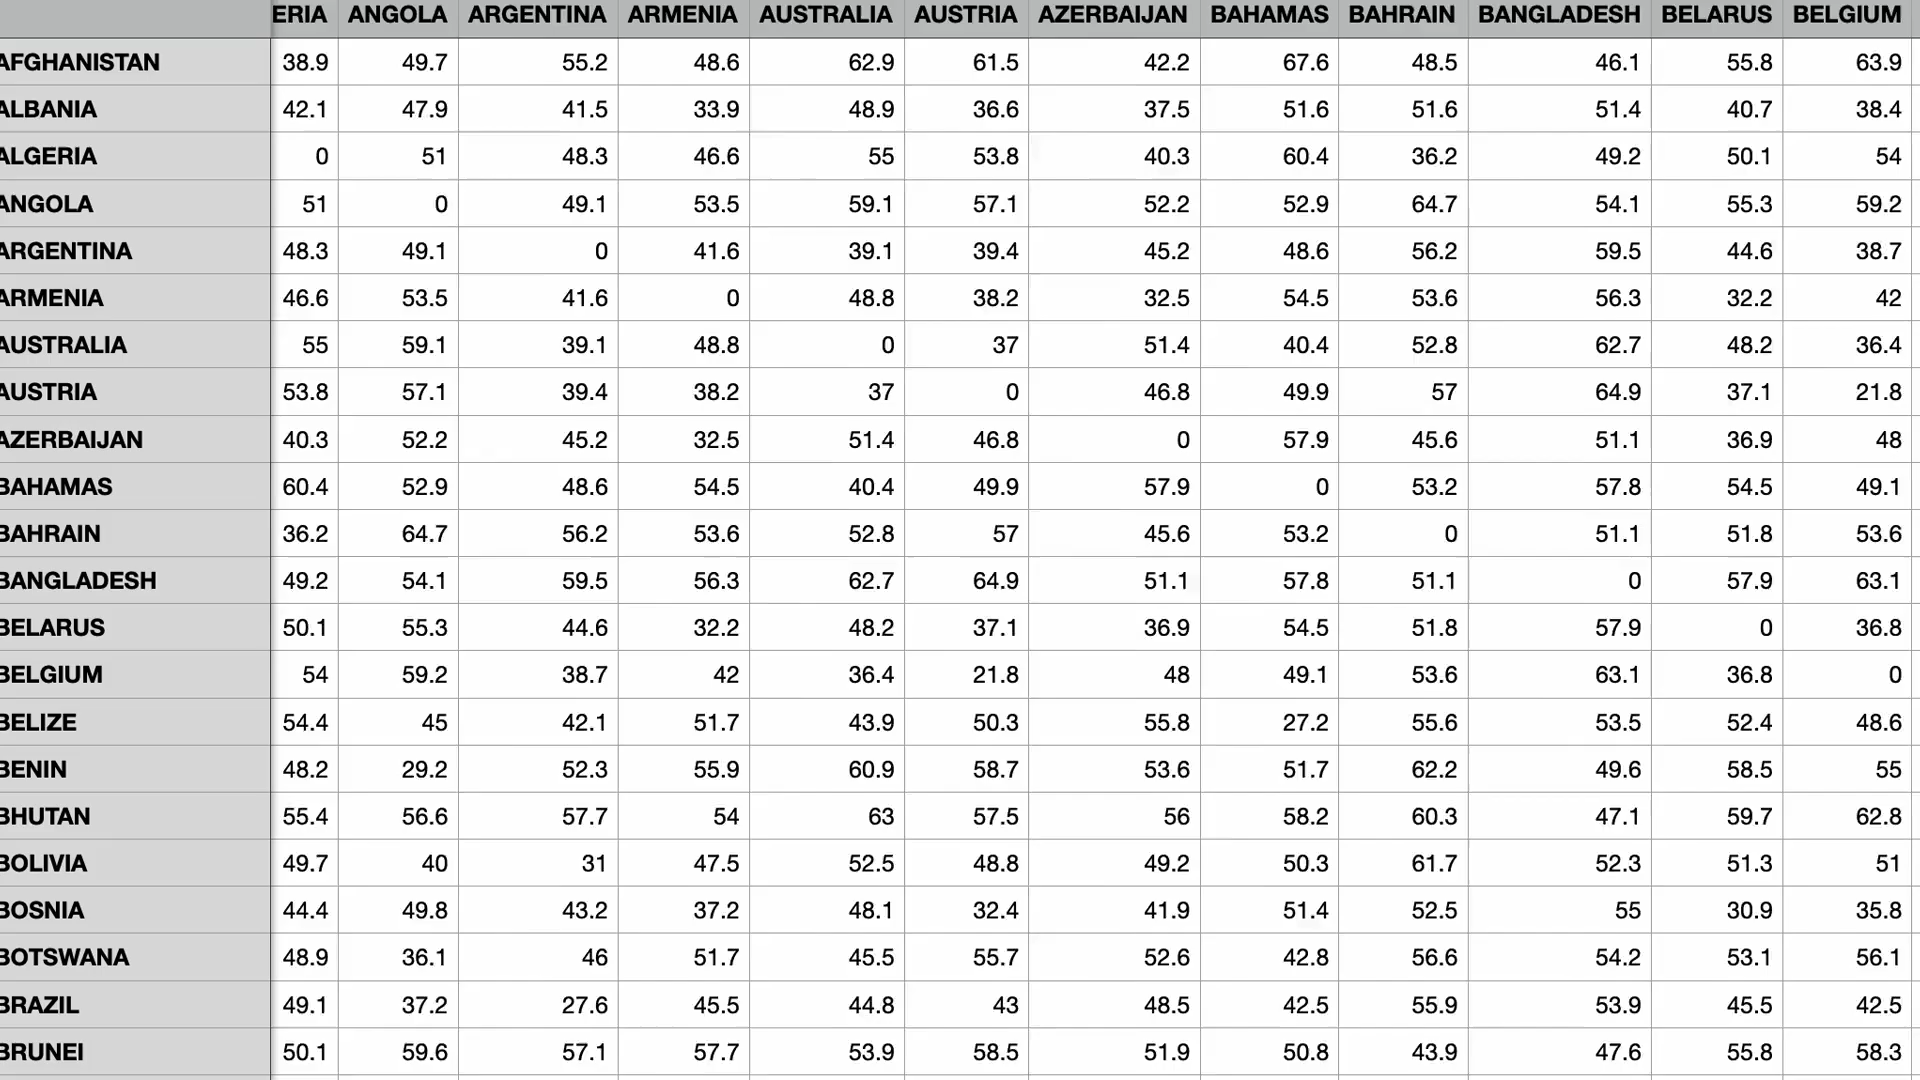 ERIA ANGOLA ARGENTINA ARMENIA AUSTRALIA AUSTRIA AZERBAIJAN BAHAMAS BAHRAIN BANGLADESH BELARUS BELGIUM
AFGHANISTAN 38.9 49.7 55.2 48.6 62.9 61.5 42.2 67.6 48.5 46.1 55.8 63.9
ALBANIA 42.1 47.9 41.5 33.9 48.9 36.6 37.5 51.6 51.6 51.4 40.7 38.4
ALGERIA 0 51 48.3 46.6 55 53.8 40.3 60.4 36.2 49.2 50.1 54
ANGOLA 51 0 49.1 53.5 59.1 57.1 52.2 52.9 64.7 54.1 55.3 59.2
ARGENTINA 48.3 49.1 0 41.6 39.1 39.4 45.2 48.6 56.2 59.5 44.6 38.7
ARMENIA 46.6 53.5 41.6 0 48.8 38.2 32.5 54.5 53.6 56.3 32.2 42
AUSTRALIA 55 59.1 39.1 48.8 0 37 51.4 40.4 52.8 62.7 48.2 36.4
AUSTRIA 53.8 57.1 39.4 38.2 37 0 46.8 49.9 57 64.9 37.1 21.8
AZERBAIJAN 40.3 52.2 45.2 32.5 51.4 46.8 0 57.9 45.6 51.1 36.9 48
BAHAMAS 60.4 52.9 48.6 54.5 40.4 49.9 57.9 0 53.2 57.8 54.5 49.1
BAHRAIN 36.2 64.7 56.2 53.6 52.8 57 45.6 53.2 0 51.1 51.8 53.6
BANGLADESH 49.2 54.1 59.5 56.3 62.7 64.9 51.1 57.8 51.1 0 57.9 63.1
BELARUS 50.1 55.3 44.6 32.2 48.2 37.1 36.9 54.5 51.8 57.9 0 36.8
BELGIUM 54 59.2 38.7 42 36.4 21.8 48 49.1 53.6 63.1 36.8 0
BELIZE 54.4 45 42.1 51.7 43.9 50.3 55.8 27.2 55.6 53.5 52.4 48.6
BENIN 48.2 29.2 52.3 55.9 60.9 58.7 53.6 51.7 62.2 49.6 58.5 55
BHUTAN 55.4 56.6 57.7 54 63 57.5 56 58.2 60.3 47.1 59.7 62.8
BOLIVIA 49.7 40 31 47.5 52.5 48.8 49.2 50.3 61.7 52.3 51.3 51
BOSNIA 44.4 49.8 43.2 37.2 48.1 32.4 41.9 51.4 52.5 55 30.9 35.8
BOTSWANA 48.9 36.1 46 51.7 45.5 55.7 52.6 42.8 56.6 54.2 53.1 56.1
BRAZIL 49.1 37.2 27.6 45.5 44.8 43 48.5 42.5 55.9 53.9 45.5 42.5
BRUNEI 50.1 59.6 57.1 57.7 53.9 58.5 51.9 50.8 43.9 47.6 55.8 58.3